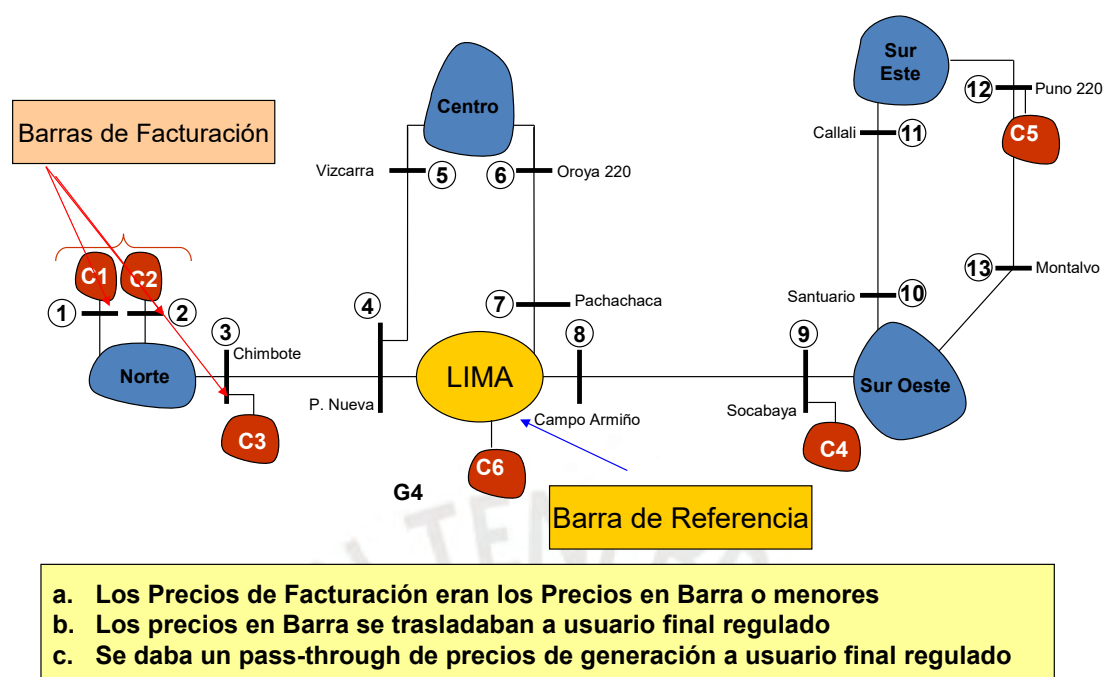 Sur
Este
12
Puno 220
Centro
Barras de Facturación
Callali
11
C5
Vizcarra
5
6
Oroya 220
C1
C2
13
Montalvo
1
2
3
4
7
Pachachaca
Santuario
10
Chimbote
8
9
Norte
LIMA
Sur Oeste
P. Nueva
Campo Armiño
Socabaya
C3
C6
C4
G4
Barra de Referencia
EN TENEBR
a. Los Precios de Facturación eran los Precios en Barra o menores
b. Los precios en Barra se trasladaban a usuario final regulado
c. Se daba un pass-through de precios de generación a usuario final regulado